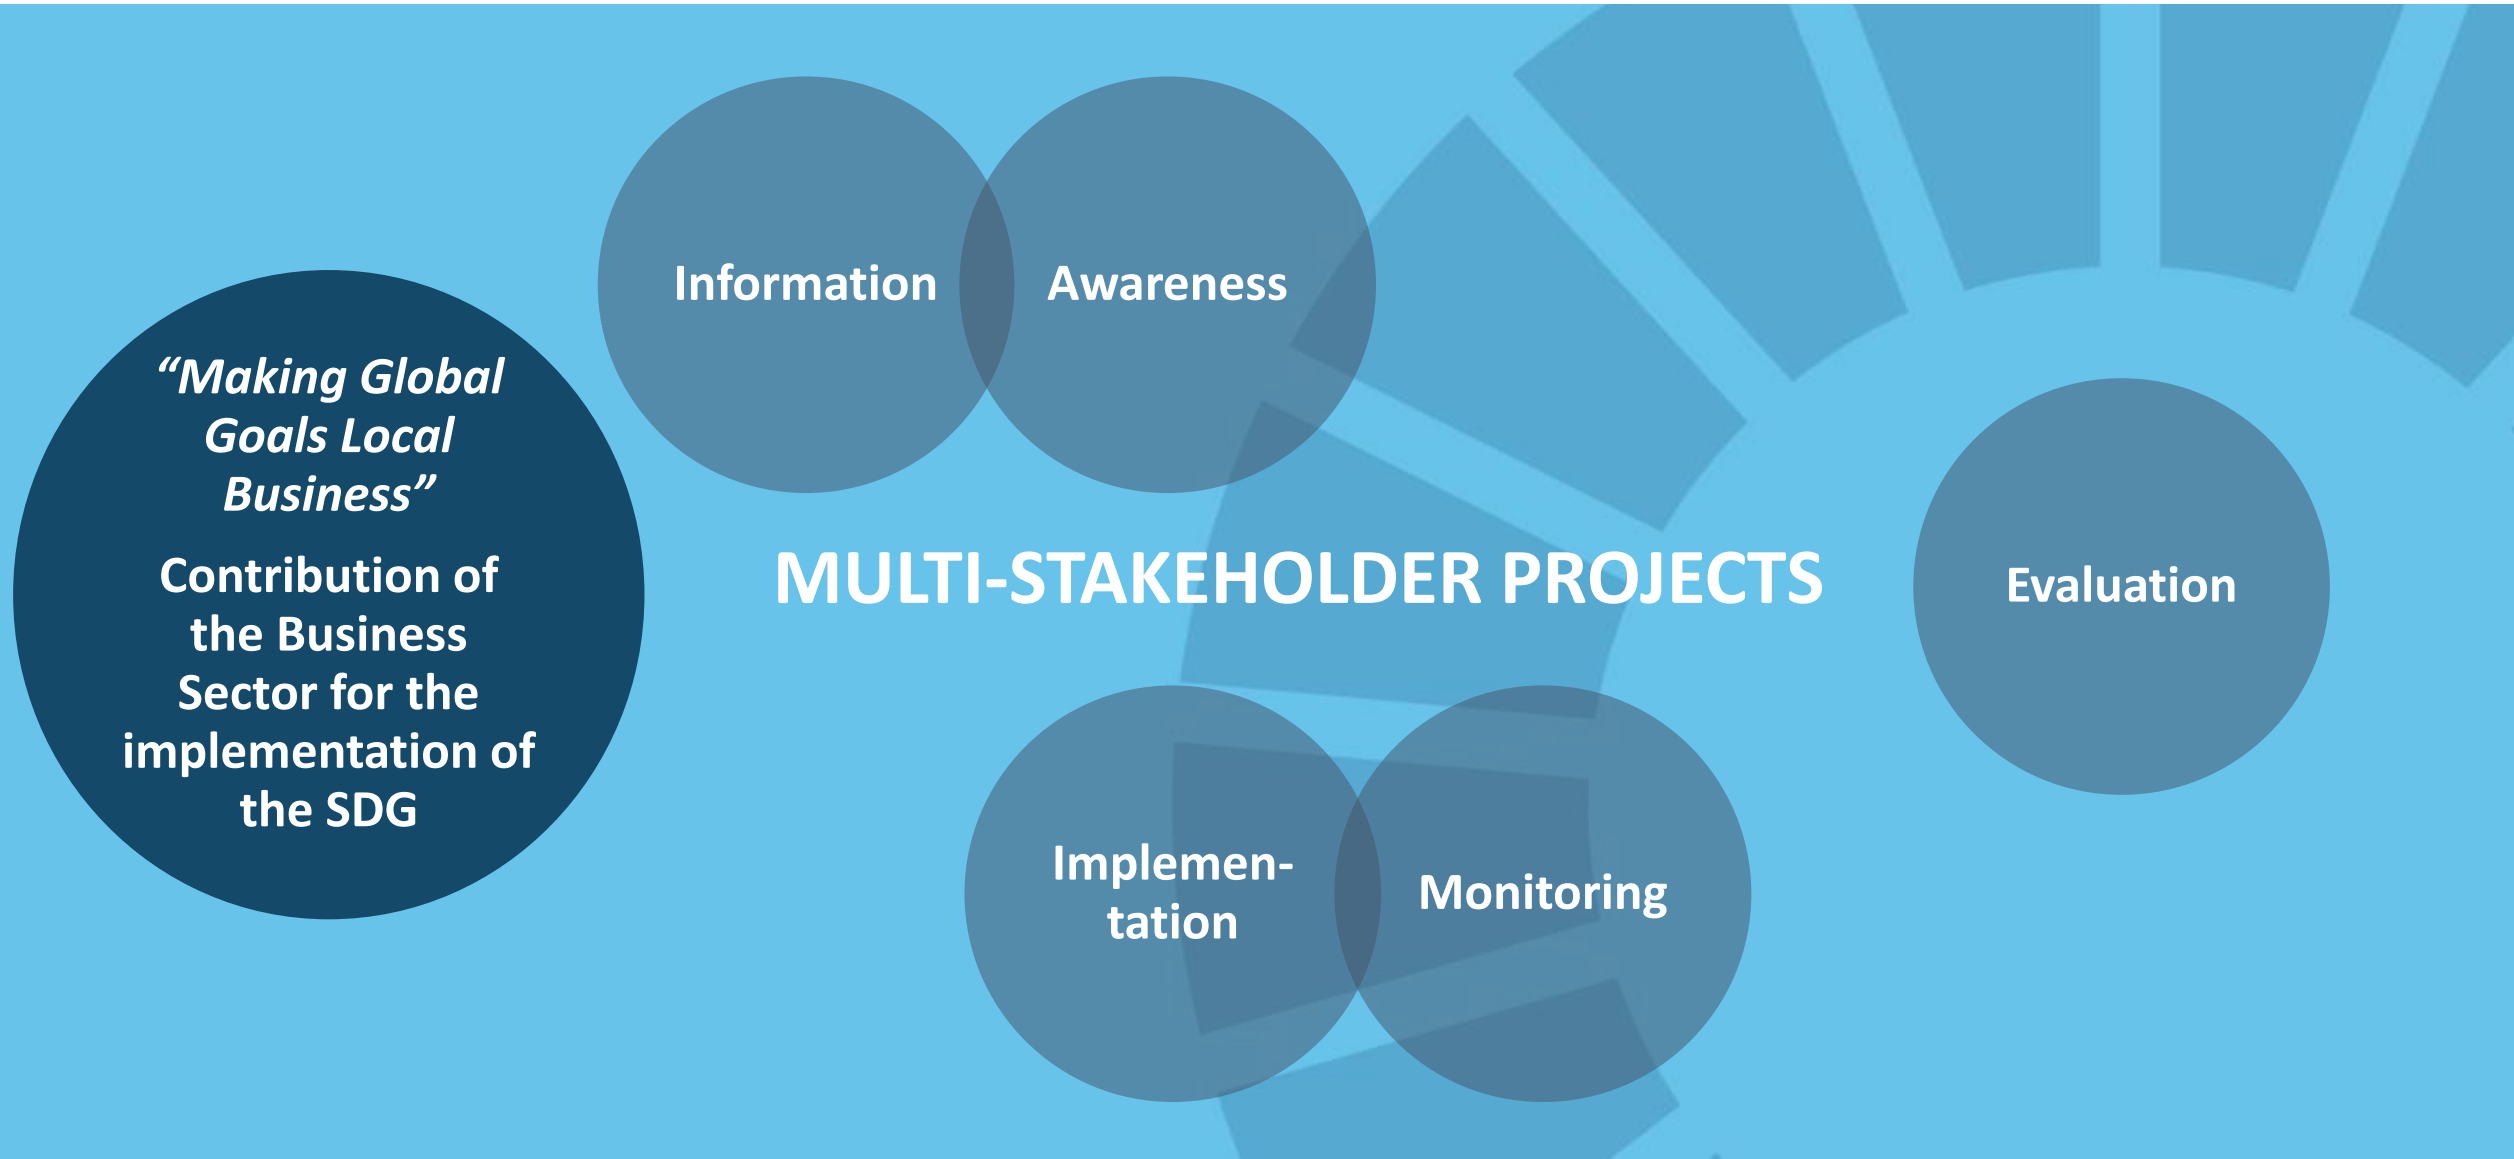 “Making Global
Goals Local
Business”
Contribution of
the Business
Sector for the
implementation of
the SDG
Information
Awareness
MULTI-STAKEHOLDER PROJECTS
Evaluation
Implemen-
tation
Monitoring